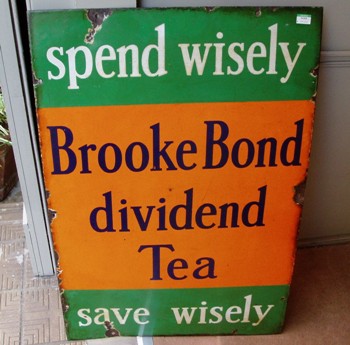 spend wisely
Brooke Bond
dividend
Tea
save wisely